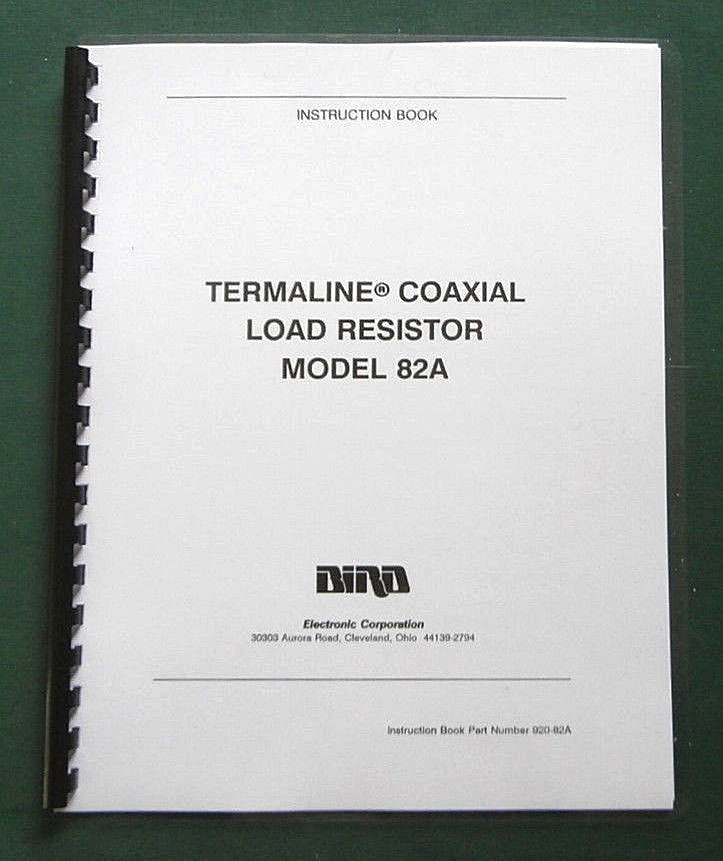 INSTRUCTION BOOK
TERMALINE® COAXIAL
LOAD RESISTOR
MODEL 82A
BIRD
Electronic Corporation
30303 Aurora Road, Cleveland, Ohio 44139-2794
Instruction Book Part Number 920-82A